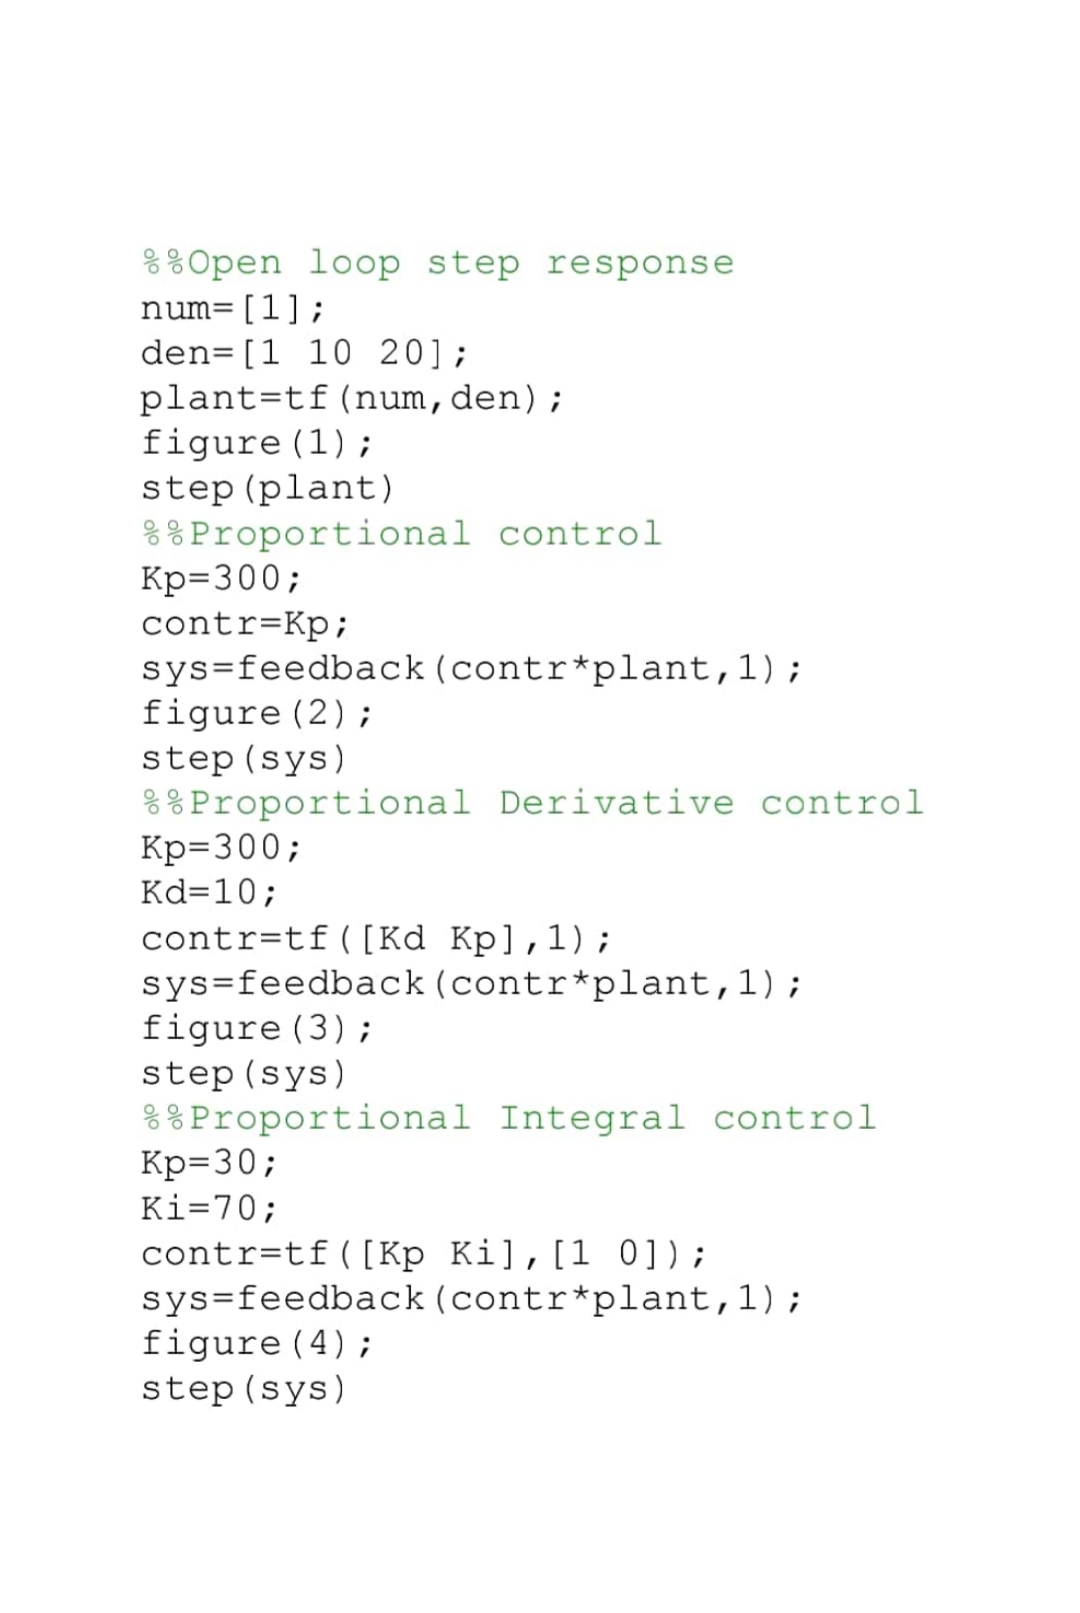 %%Open loop step response
num=[1];
den=[1 10 20];
plant=tf(num,den);
figure(1);
step(plant)
%%Proportional control
Kp=300;
contr=Kp;
sys=feedback(contr*plant,1);
figure(2);
step(sys)
%%Proportional Derivative control
Kp=300;
Kd=10;
contr=tf([Kd Kp],1);
sys=feedback(contr*plant,1);
figure(3);
step(sys)
%%Proportional Integral control
Kp=30;
Ki=70;
contr=tf([Kp Ki],[1 0]);
sys=feedback(contr*plant,1);
figure(4);
step(sys)